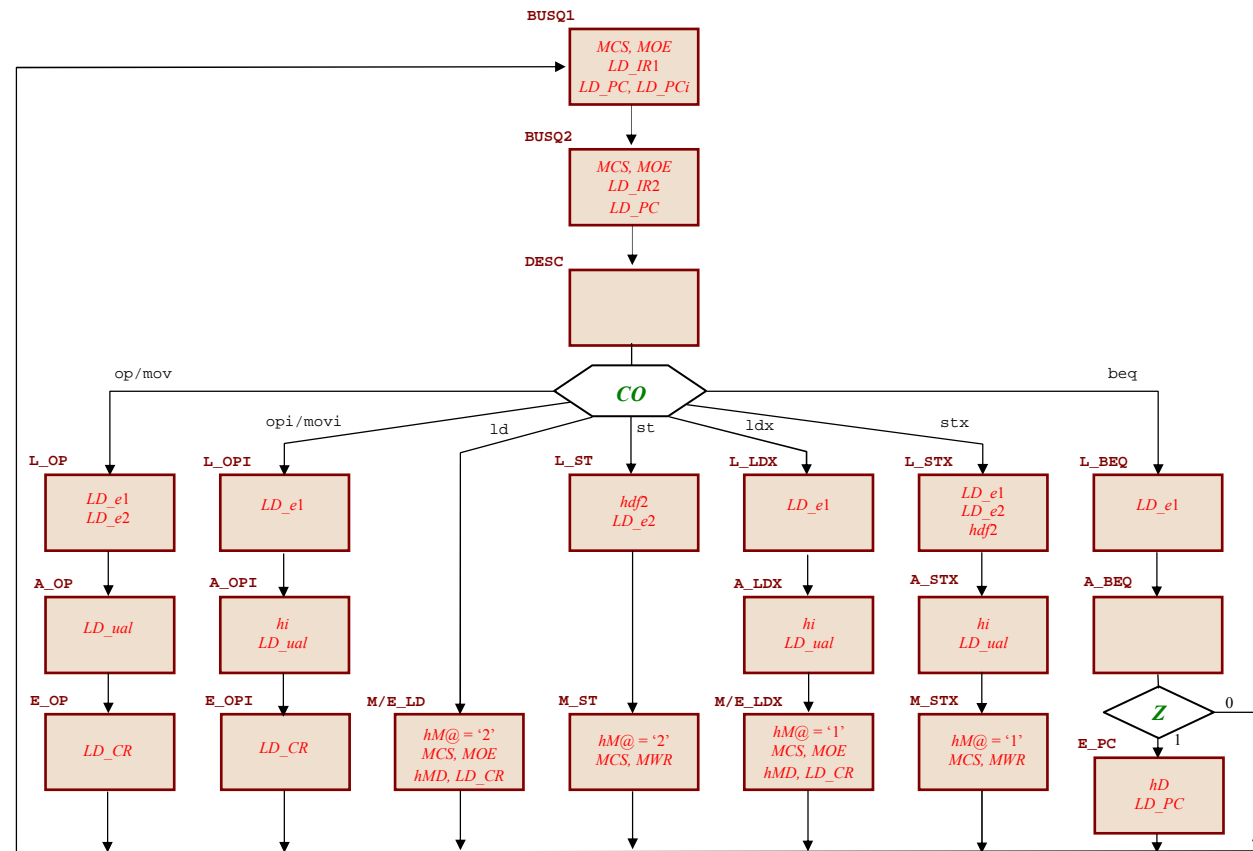 BUSQ1
MCS, MOE
LD_IR1
LD_PC, LD_PCi
BUSQ2
MCS, MOE
LD_IR2
LD_PC
DESC
CO
op/mov
opi/movi
ld
st
ldx
stx
beq
L_OP
LD_e1
LD_e2
L_OPI
LD_e1
L_ST
hdf2
LD_e2
L_LDX
LD_e1
L_STX
LD_e1
LD_e2
hdf2
L_BEQ
LD_e1
A_OP
LD_ual
A_OPI
hi
LD_ual
A_LDX
hi
LD_ual
A_STX
hi
LD_ual
A_BEQ
Z
0
1
E_OP
LD_CR
E_OPI
LD_CR
M/E_LD
hM@ = ‘2’
MCS, MOE
hMD, LD_CR
M_ST
hM@ = ‘2’
MCS, MWR
M/E_LDX
hM@ = ‘1’
MCS, MOE
hMD, LD_CR
M_STX
hM@ = ‘1’
MCS, MWR
E_PC
hD
LD_PC